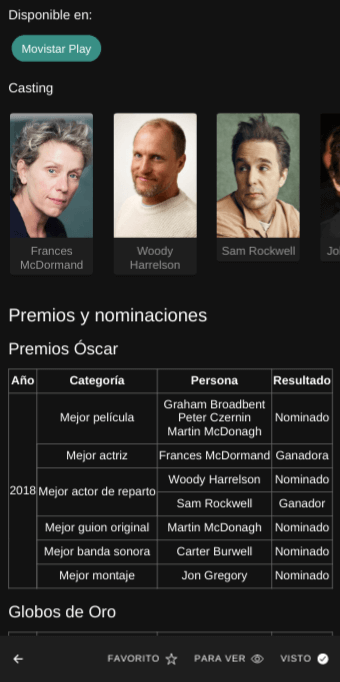 Disponible en:
Movistar Play
Casting
Frances
McDormand
Woody
Harrelson
Sam Rockwell
Jo
Premios y nominaciones
Premios Óscar
Año Categoría Persona Resultado
2018
Mejor película
Graham Broadbent
Peter Czernin
Martin McDonagh
Nominado
Mejor actriz Frances McDormand Ganadora
Mejor actor de reparto
Woody Harrelson Nominado
Sam Rockwell Ganador
Mejor guion original Martin McDonagh Nominado
Mejor banda sonora Carter Burwell Nominado
Mejor montaje Jon Gregory Nominado
Globos de Oro
FAVORITO PARA VER VISTO